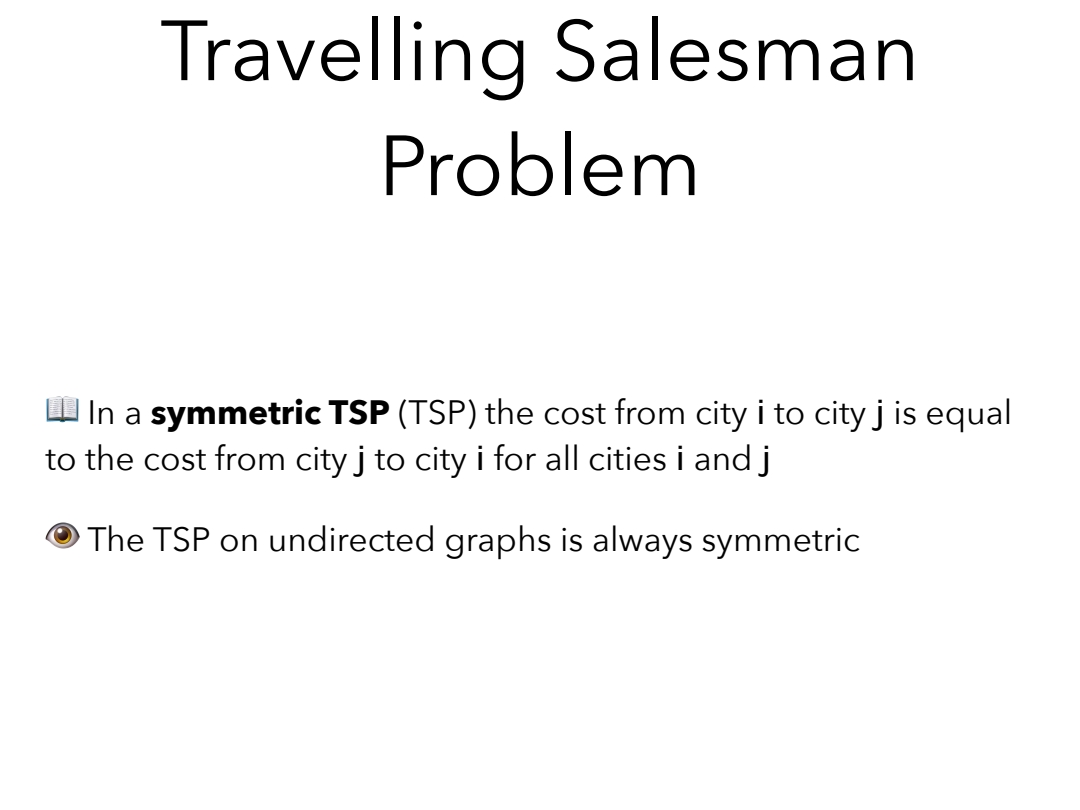 Travelling Salesman
Problem
📖 In a symmetric TSP (TSP) the cost from city i to city j is equal
to the cost from city j to city i for all cities i and j
👁 The TSP on undirected graphs is always symmetric